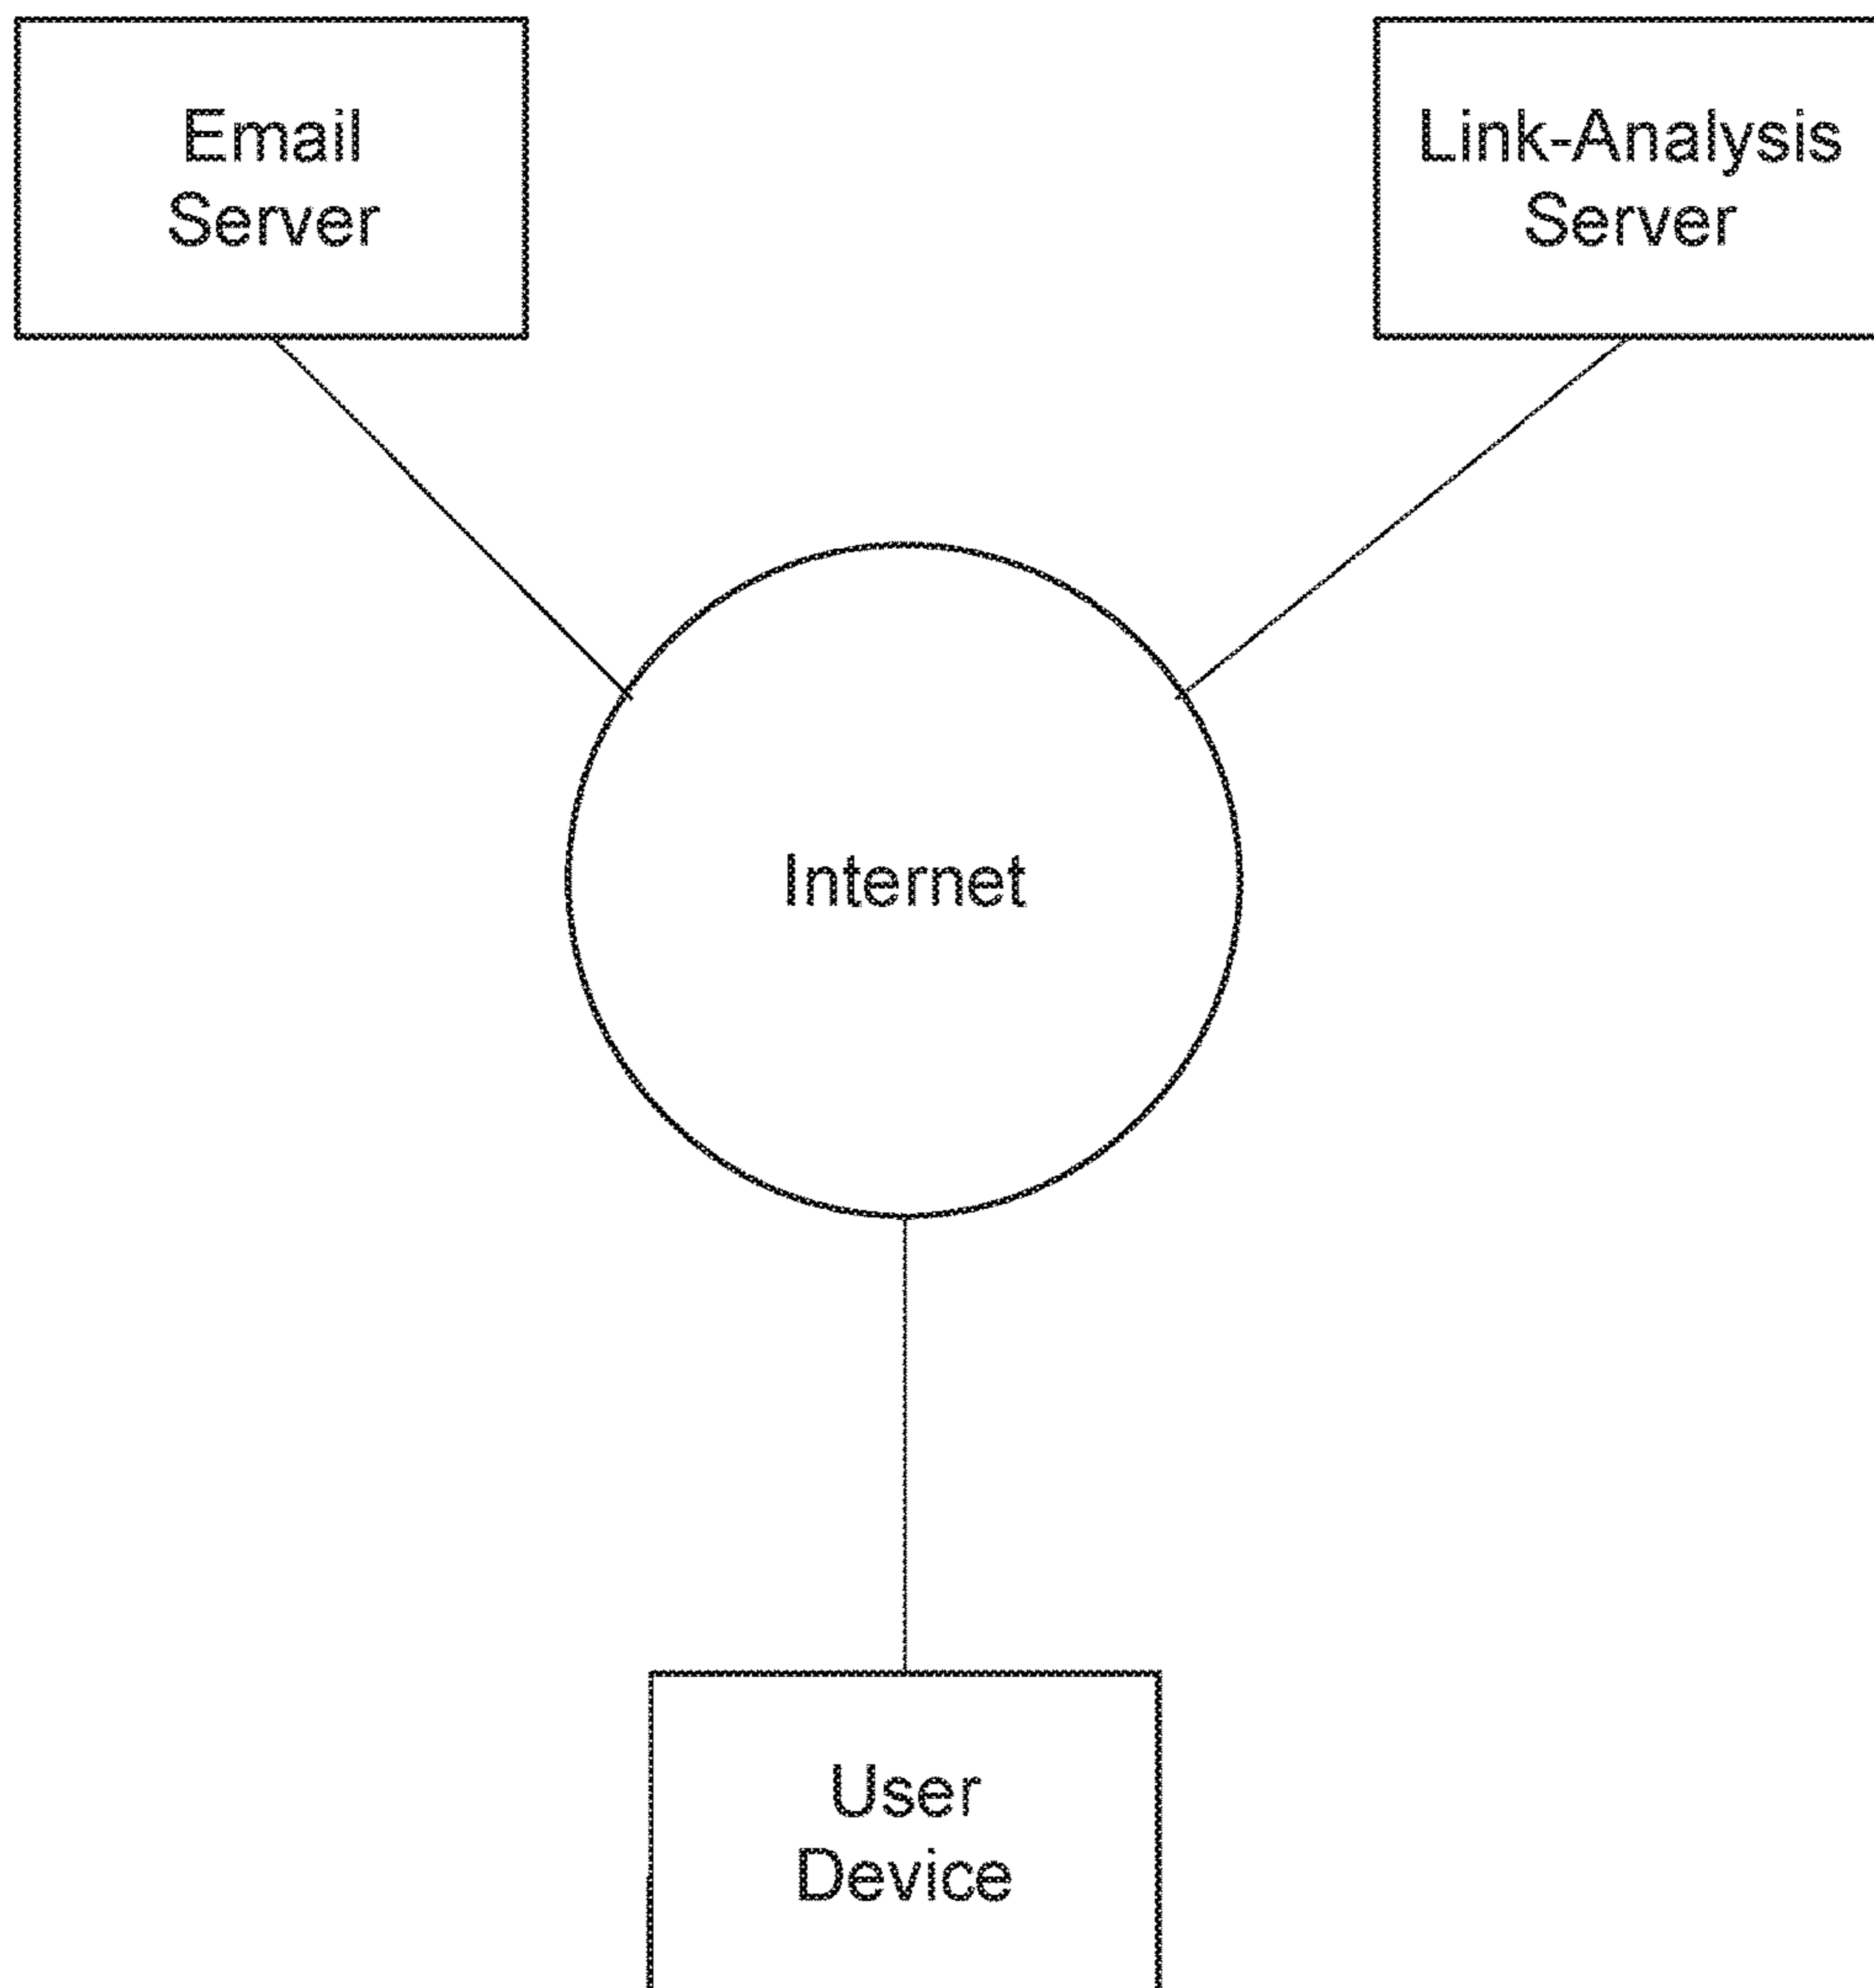 Email
Server
Link-Analysis
Server
Internet
User
Device